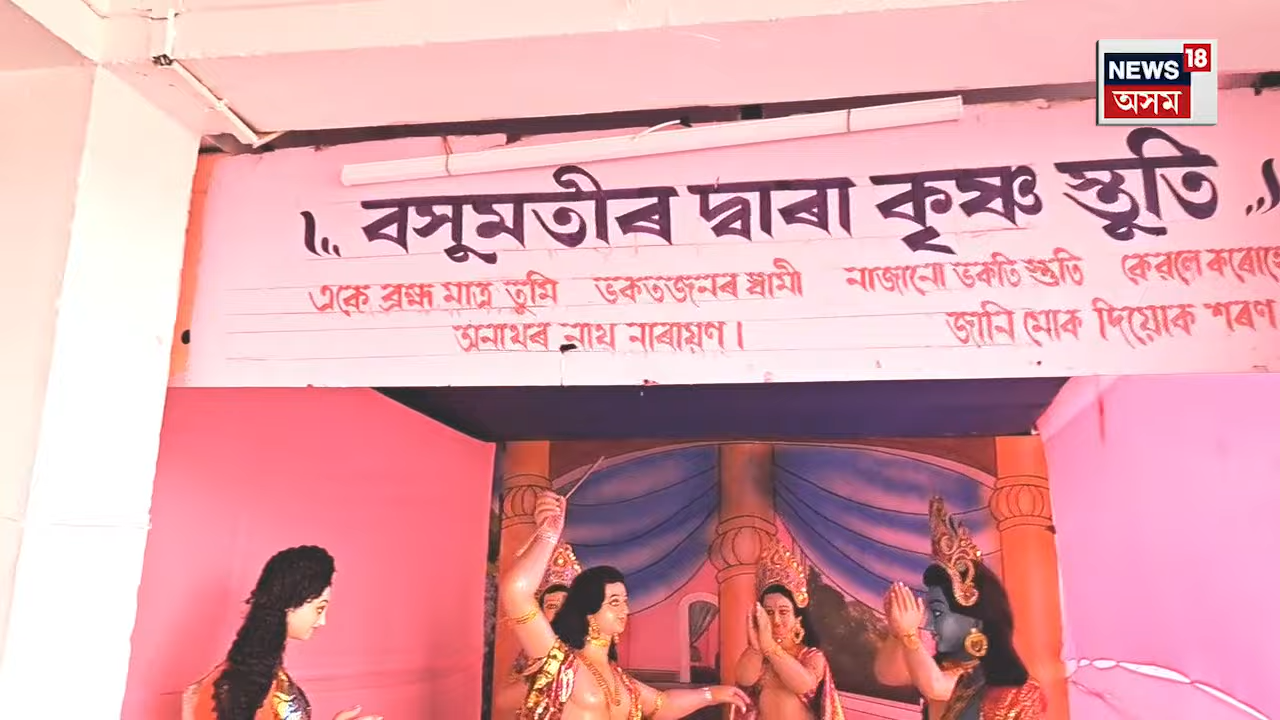 NEWS 18
অসম
বসুমতীৰ দ্বাৰা কৃষ্ণ স্তুতি
একে ব্ৰহ্ম মাত্ৰ তুমি ভকতজনৰ স্বামী নাজানো ভকতি স্তুতি কেৱলে কৰোহো
অনাথৰ নাথ নাৰায়ণ। জানি মোক দিয়োক শৰণ